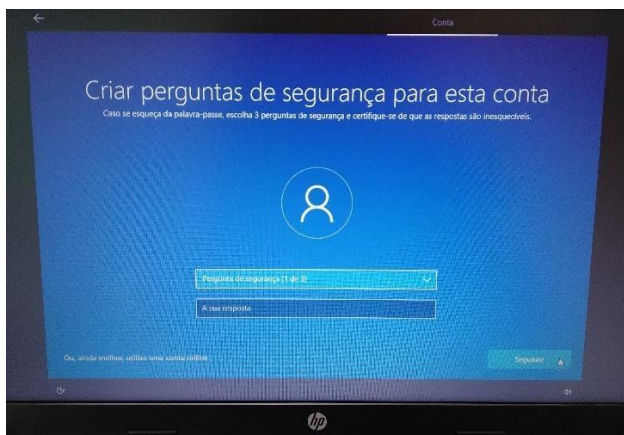 Conta
Criar perguntas de segurança para esta conta
Caso se esqueça da palavra-passe, escolha 3 perguntas de segurança e certifique-se de que as respostas são inesquecíveis.
Pergunta de segurança (1 de 3)
A sua resposta
Ou, ainda melhor, utilize uma conta online
Seguinte
hp